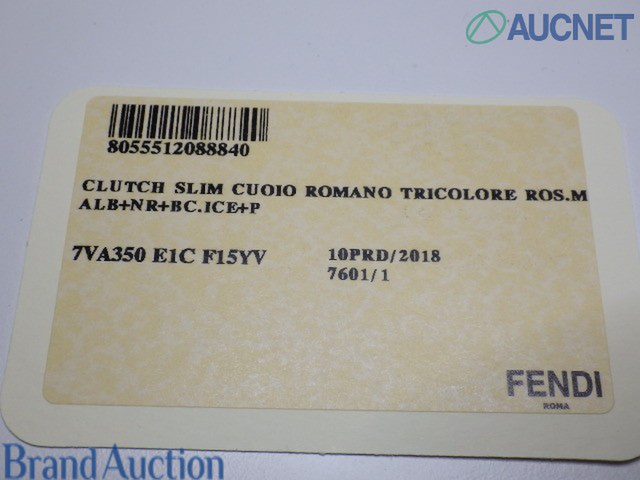 AUCNET
8055512088840
CLUTCH SLIM CUOIO ROMANO TRICOLORE ROS.M
ALB+NR+BC.ICE+P
7VA350 E1C F15YV
10PRD/2018
7601/1
FENDI
ROMA
Brand Auction